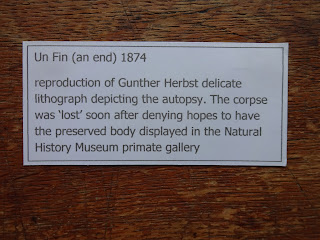 Un Fin (an end) 1874
reproduction of Gunther Herbst delicate
lithograph depicting the autopsy. The corpse
was ‘lost’ soon after denying hopes to have
the preserved body displayed in the Natural
History Museum primate gallery